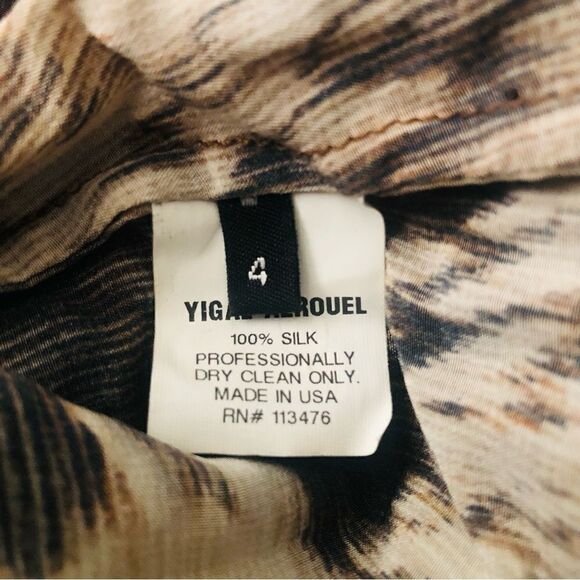 4
YIGAL AZROUEL
100% SILK
PROFESSIONALLY
DRY CLEAN ONLY.
MADE IN USA
RN# 113476